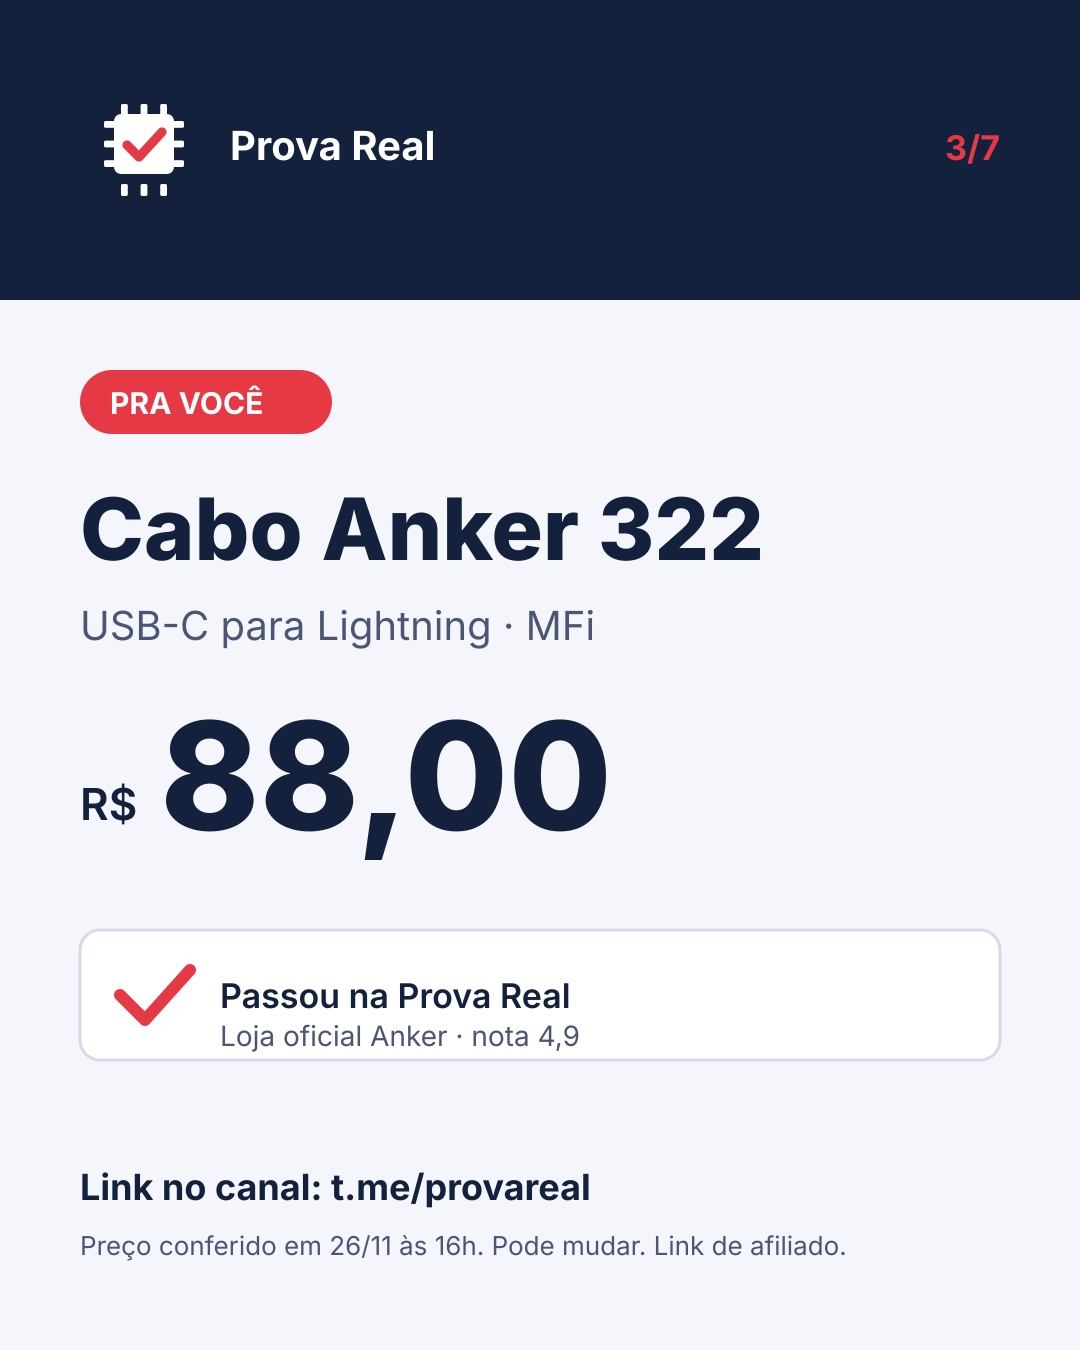 Prova Real
3/7
PRA VOCÊ
Cabo Anker 322
USB-C para Lightning · MFi
R$ 88,00
Passou na Prova Real
Loja oficial Anker · nota 4,9
Link no canal: t.me/provareal
Preço conferido em 26/11 às 16h. Pode mudar. Link de afiliado.